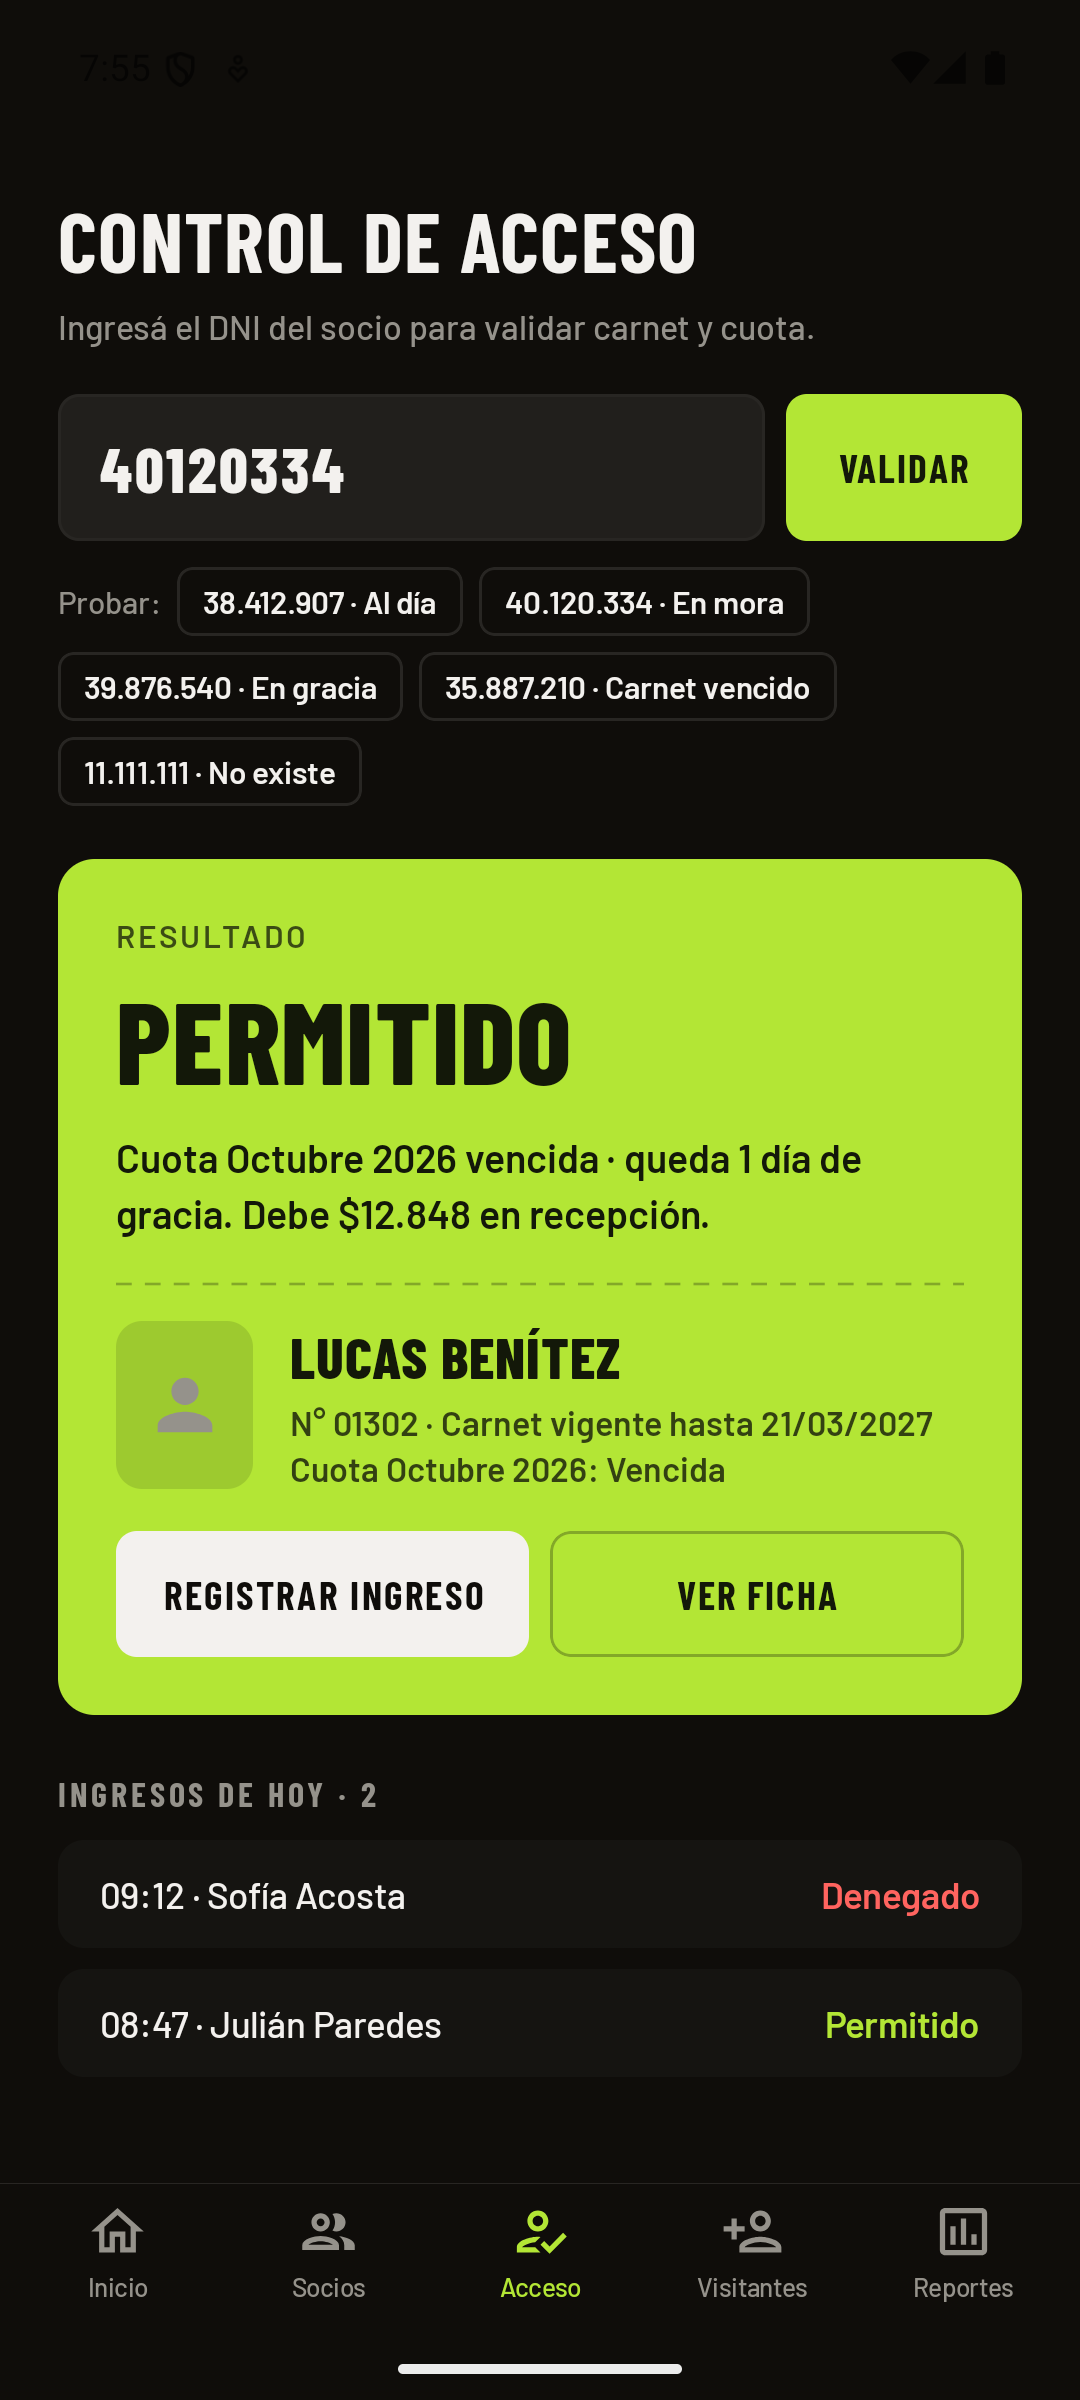 7:55
CONTROL DE ACCESO
Ingresá el DNI del socio para validar carnet y cuota.
40120334
VALIDAR
Probar:
38.412.907 · Al día
40.120.334 · En mora
39.876.540 · En gracia
35.887.210 · Carnet vencido
11.111.111 · No existe
RESULTADO
PERMITIDO
Cuota Octubre 2026 vencida · queda 1 día de
gracia. Debe $12.848 en recepción.
LUCAS BENÍTEZ
N° 01302 · Carnet vigente hasta 21/03/2027
Cuota Octubre 2026: Vencida
REGISTRAR INGRESO
VER FICHA
INGRESOS DE HOY · 2
09:12 · Sofía Acosta
Denegado
08:47 · Julián Paredes
Permitido
Inicio
Socios
Acceso
Visitantes
Reportes